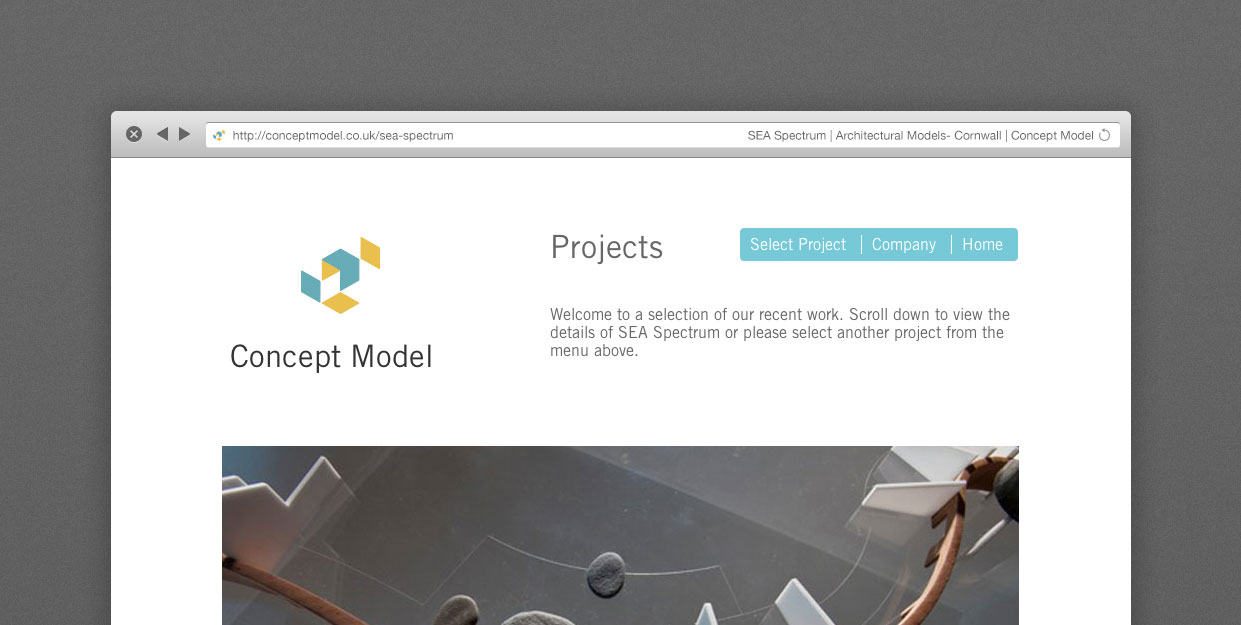 http://conceptmodel.co.uk/sea-spectrum
SEA Spectrum | Architectural Models- Cornwall | Concept Model
Projects
Select Project | Company | Home
Concept Model
Welcome to a selection of our recent work. Scroll down to view the
details of SEA Spectrum or please select another project from the
menu above.